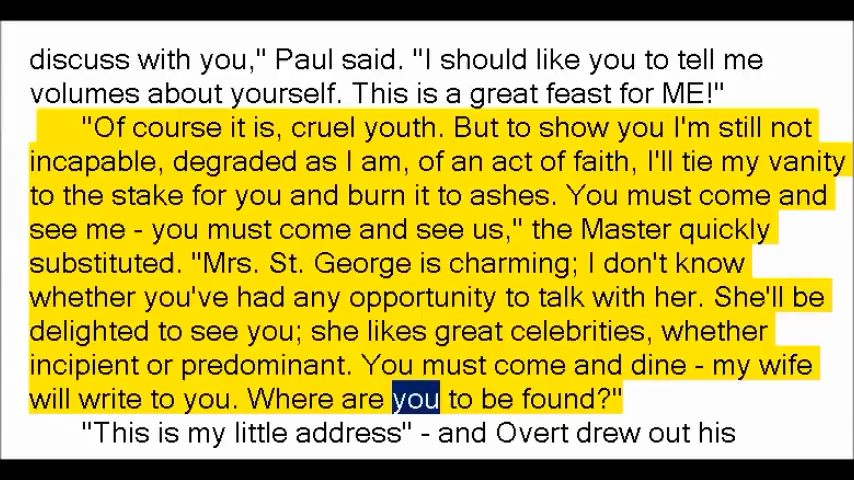 discuss with you," Paul said. "I should like you to tell me
volumes about yourself. This is a great feast for ME!"
"Of course it is, cruel youth. But to show you I'm still not
incapable, degraded as I am, of an act of faith, I'll tie my vanity
to the stake for you and burn it to ashes. You must come and
see me - you must come and see us," the Master quickly
substituted. "Mrs. St. George is charming; I don't know
whether you've had any opportunity to talk with her. She'll be
delighted to see you; she likes great celebrities, whether
incipient or predominant. You must come and dine - my wife
will write to you. Where are you to be found?"
"This is my little address" - and Overt drew out his